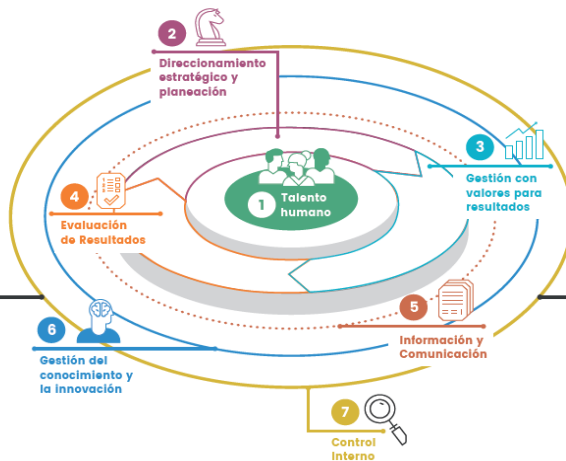 2
Direccionamiento
estratégico y
planeación
3
Gestión con
valores para
resultados
1
Talento
humano
4
Evaluación
de Resultados
5
Información y
Comunicación
6
Gestión del
conocimiento y
la innovación
7
Control
Interno